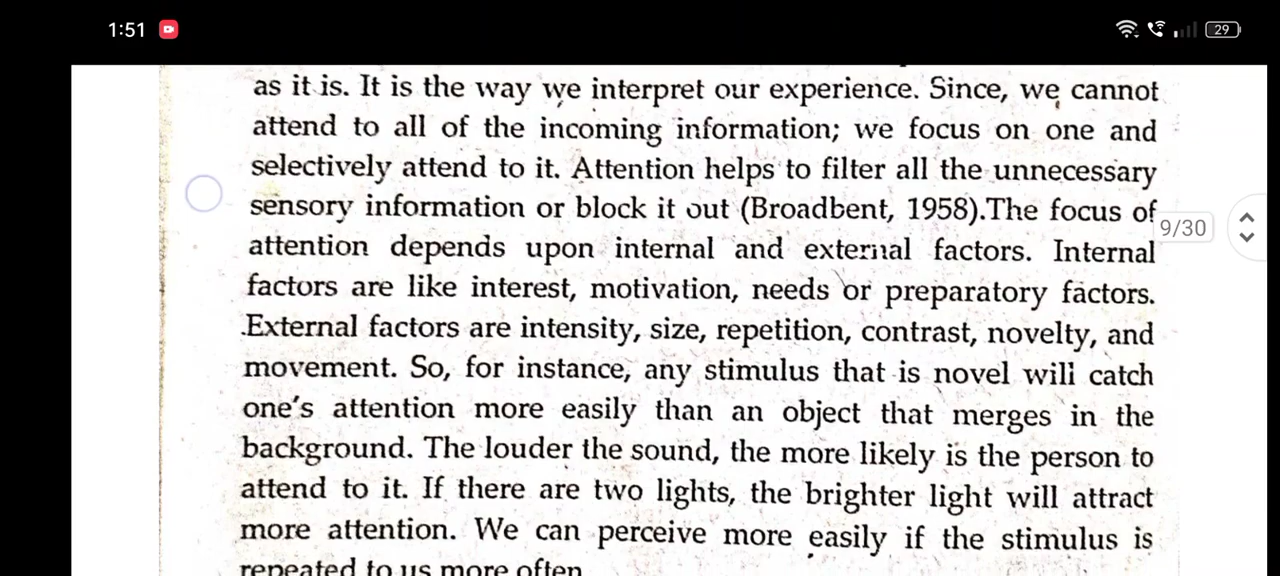 1:51
29
as it is. It is the way we interpret our experience. Since, we cannot
attend to all of the incoming information; we focus on one and
selectively attend to it. Attention helps to filter all the unnecessary
sensory information or block it out (Broadbent, 1958).The focus of
9/30
attention depends upon internal and external factors. Internal
factors are like interest, motivation, needs or preparatory factors.
External factors are intensity, size, repetition, contrast, novelty, and
movement. So, for instance, any stimulus that is novel will catch
one's attention more easily than an object that merges in the
background. The louder the sound, the more likely is the person to
attend to it. If there are two lights, the brighter light will attract
more attention. We can perceive more easily if the stimulus is
repeated to us more often